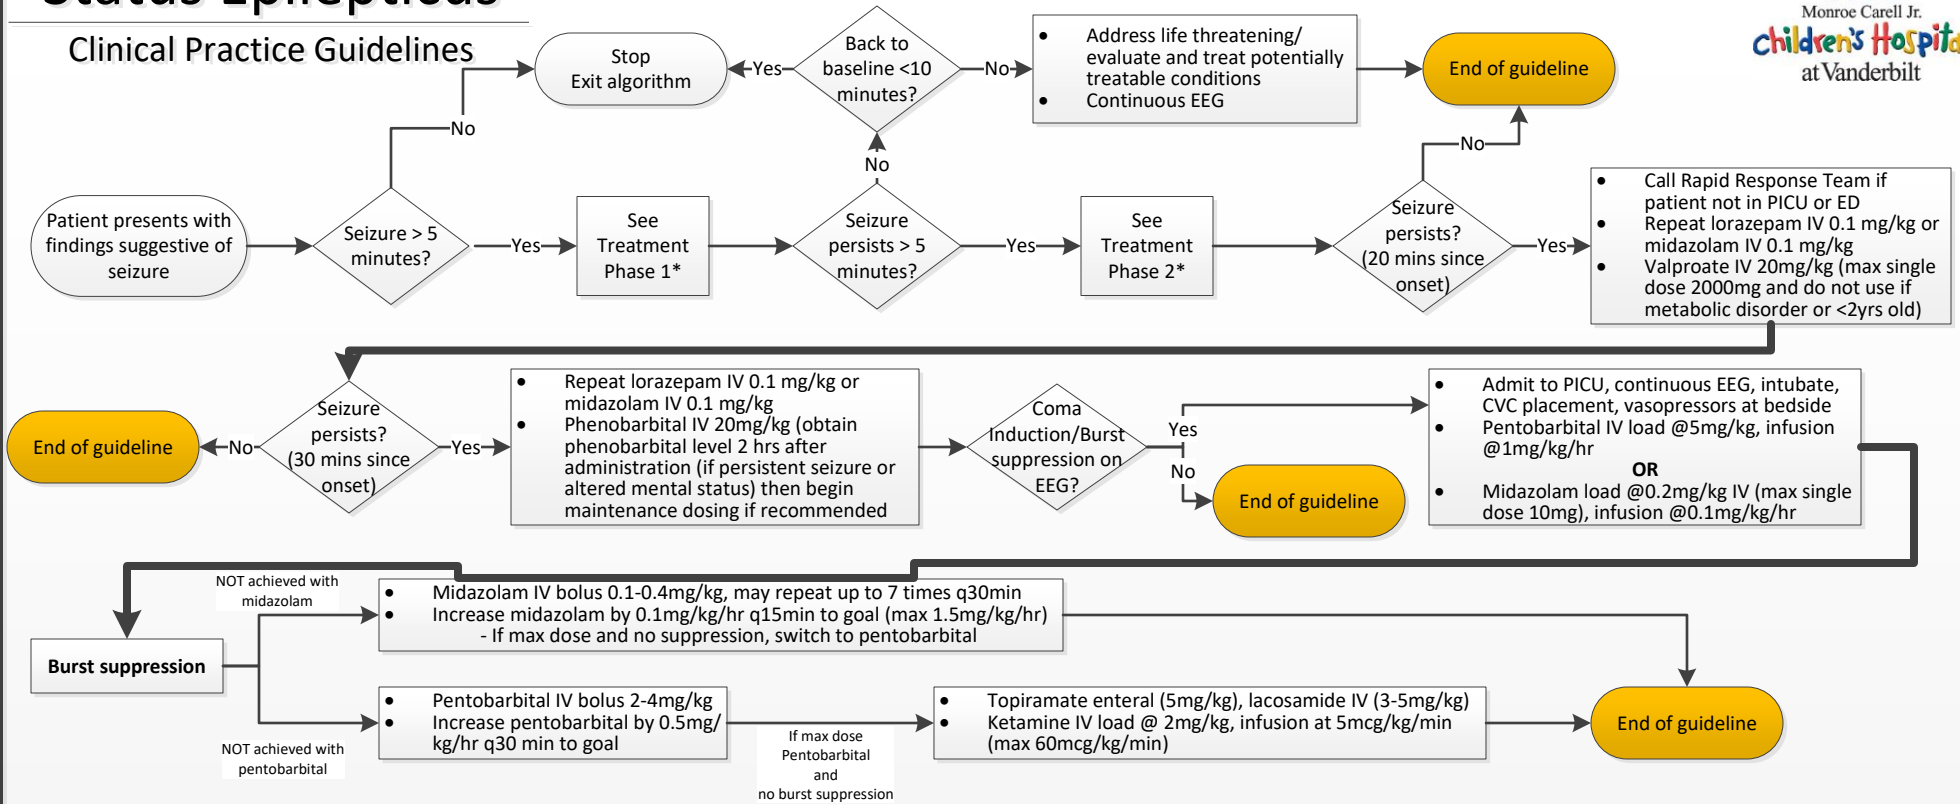 Status Epilepticus
Clinical Practice Guidelines
Monroe Carell Jr.
Children's Hospital
at Vanderbilt
Stop
Exit algorithm
Yes
Back to
baseline <10
minutes?
No
• Address life threatening/
evaluate and treat potentially
treatable conditions
• Continuous EEG
End of guideline
No
No
No
Patient presents with
findings suggestive of
seizure
Seizure > 5
minutes?
Yes
See
Treatment
Phase 1*
Seizure
persists > 5
minutes?
Yes
See
Treatment
Phase 2*
Seizure
persists?
(20 mins since
onset)
Yes
• Call Rapid Response Team if
patient not in PICU or ED
• Repeat lorazepam IV 0.1 mg/kg or
midazolam IV 0.1 mg/kg
• Valproate IV 20mg/kg (max single
dose 2000mg and do not use if
metabolic disorder or <2yrs old)
End of guideline
No
Seizure
persists?
(30 mins since
onset)
Yes
• Repeat lorazepam IV 0.1 mg/kg or
midazolam IV 0.1 mg/kg
• Phenobarbital IV 20mg/kg (obtain
phenobarbital level 2 hrs after
administration (if persistent seizure or
altered mental status) then begin
maintenance dosing if recommended
Coma
Induction/Burst
suppression on
EEG?
Yes
No
End of guideline
• Admit to PICU, continuous EEG, intubate,
CVC placement, vasopressors at bedside
• Pentobarbital IV load @5mg/kg, infusion
@1mg/kg/hr
OR
• Midazolam load @0.2mg/kg IV (max single
dose 10mg), infusion @0.1mg/kg/hr
Burst suppression
NOT achieved with
midazolam
• Midazolam IV bolus 0.1-0.4mg/kg, may repeat up to 7 times q30min
• Increase midazolam by 0.1mg/kg/hr q15min to goal (max 1.5mg/kg/hr)
- If max dose and no suppression, switch to pentobarbital
NOT achieved with
pentobarbital
• Pentobarbital IV bolus 2-4mg/kg
• Increase pentobarbital by 0.5mg/
kg/hr q30 min to goal
If max dose
Pentobarbital
and
no burst suppression
• Topiramate enteral (5mg/kg), lacosamide IV (3-5mg/kg)
• Ketamine IV load @ 2mg/kg, infusion at 5mcg/kg/min
(max 60mcg/kg/min)
End of guideline